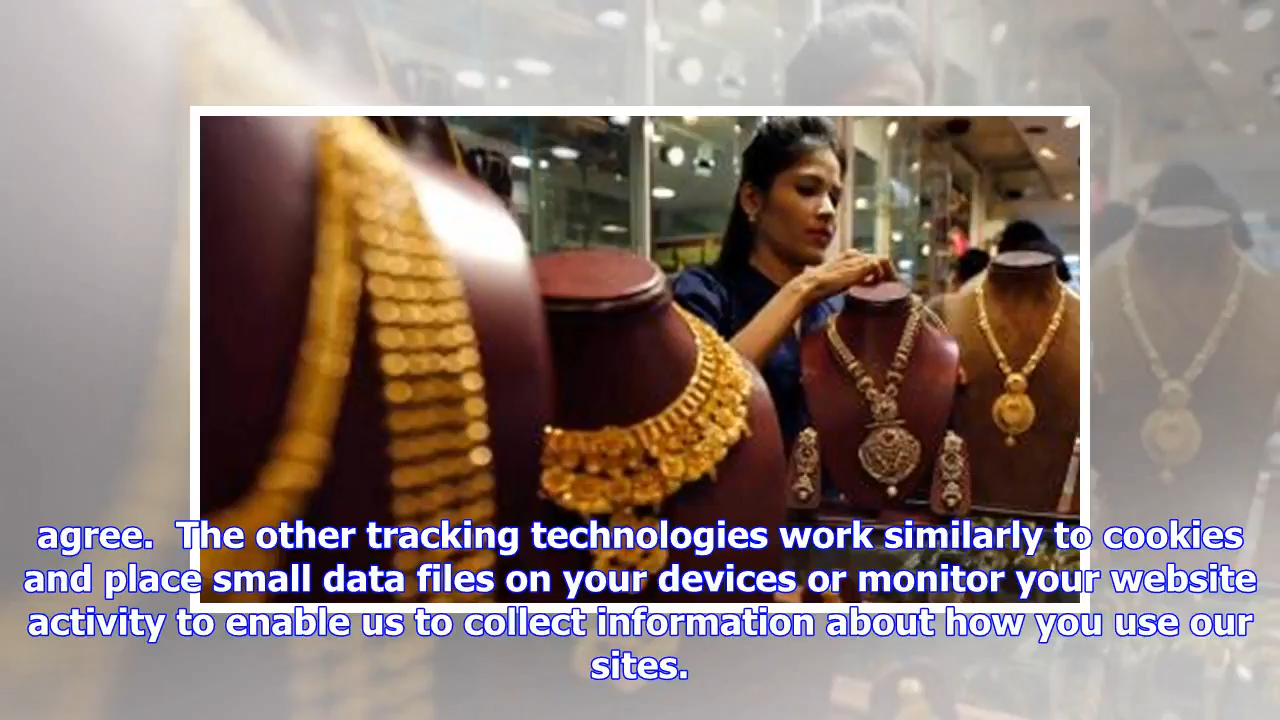 agree.  The other tracking technologies work similarly to cookies
and place small data files on your devices or monitor your website
activity to enable us to collect information about how you use our
sites.